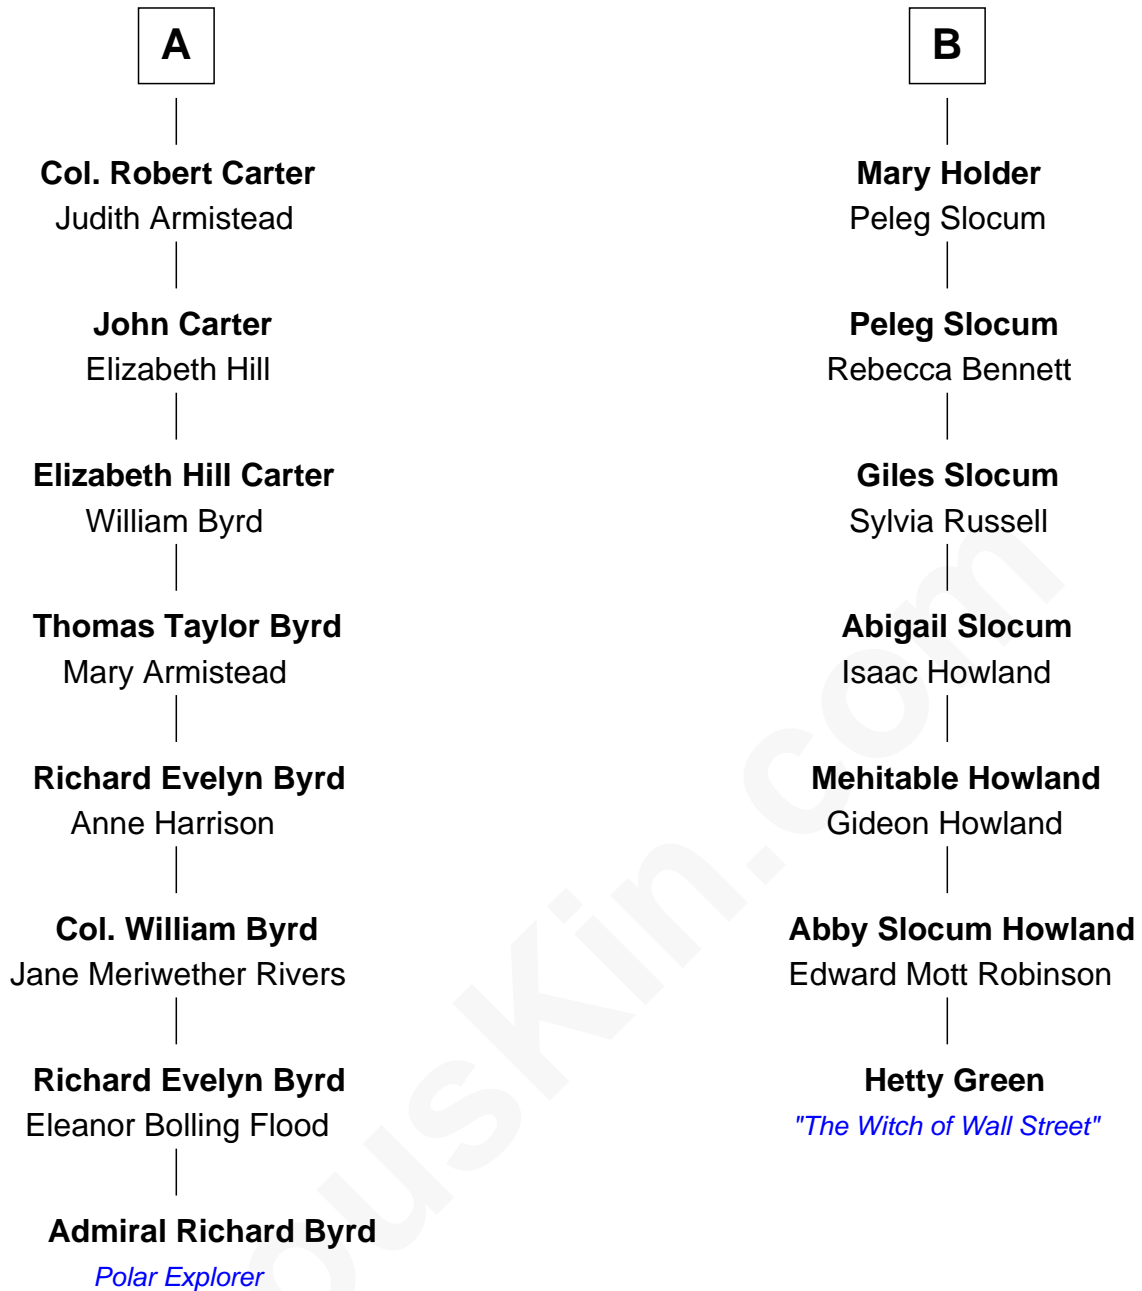 A
Col. Robert Carter
Judith Armistead
John Carter
Elizabeth Hill
Elizabeth Hill Carter
William Byrd
Thomas Taylor Byrd
Mary Armistead
Richard Evelyn Byrd
Anne Harrison
Col. William Byrd
Jane Meriwether Rivers
Richard Evelyn Byrd
Eleanor Bolling Flood
Admiral Richard Byrd
Polar Explorer
B
Mary Holder
Peleg Slocum
Peleg Slocum
Rebecca Bennett
Giles Slocum
Sylvia Russell
Abigail Slocum
Isaac Howland
Mehitable Howland
Gideon Howland
Abby Slocum Howland
Edward Mott Robinson
Hetty Green
"The Witch of Wall Street"
ousKin.com